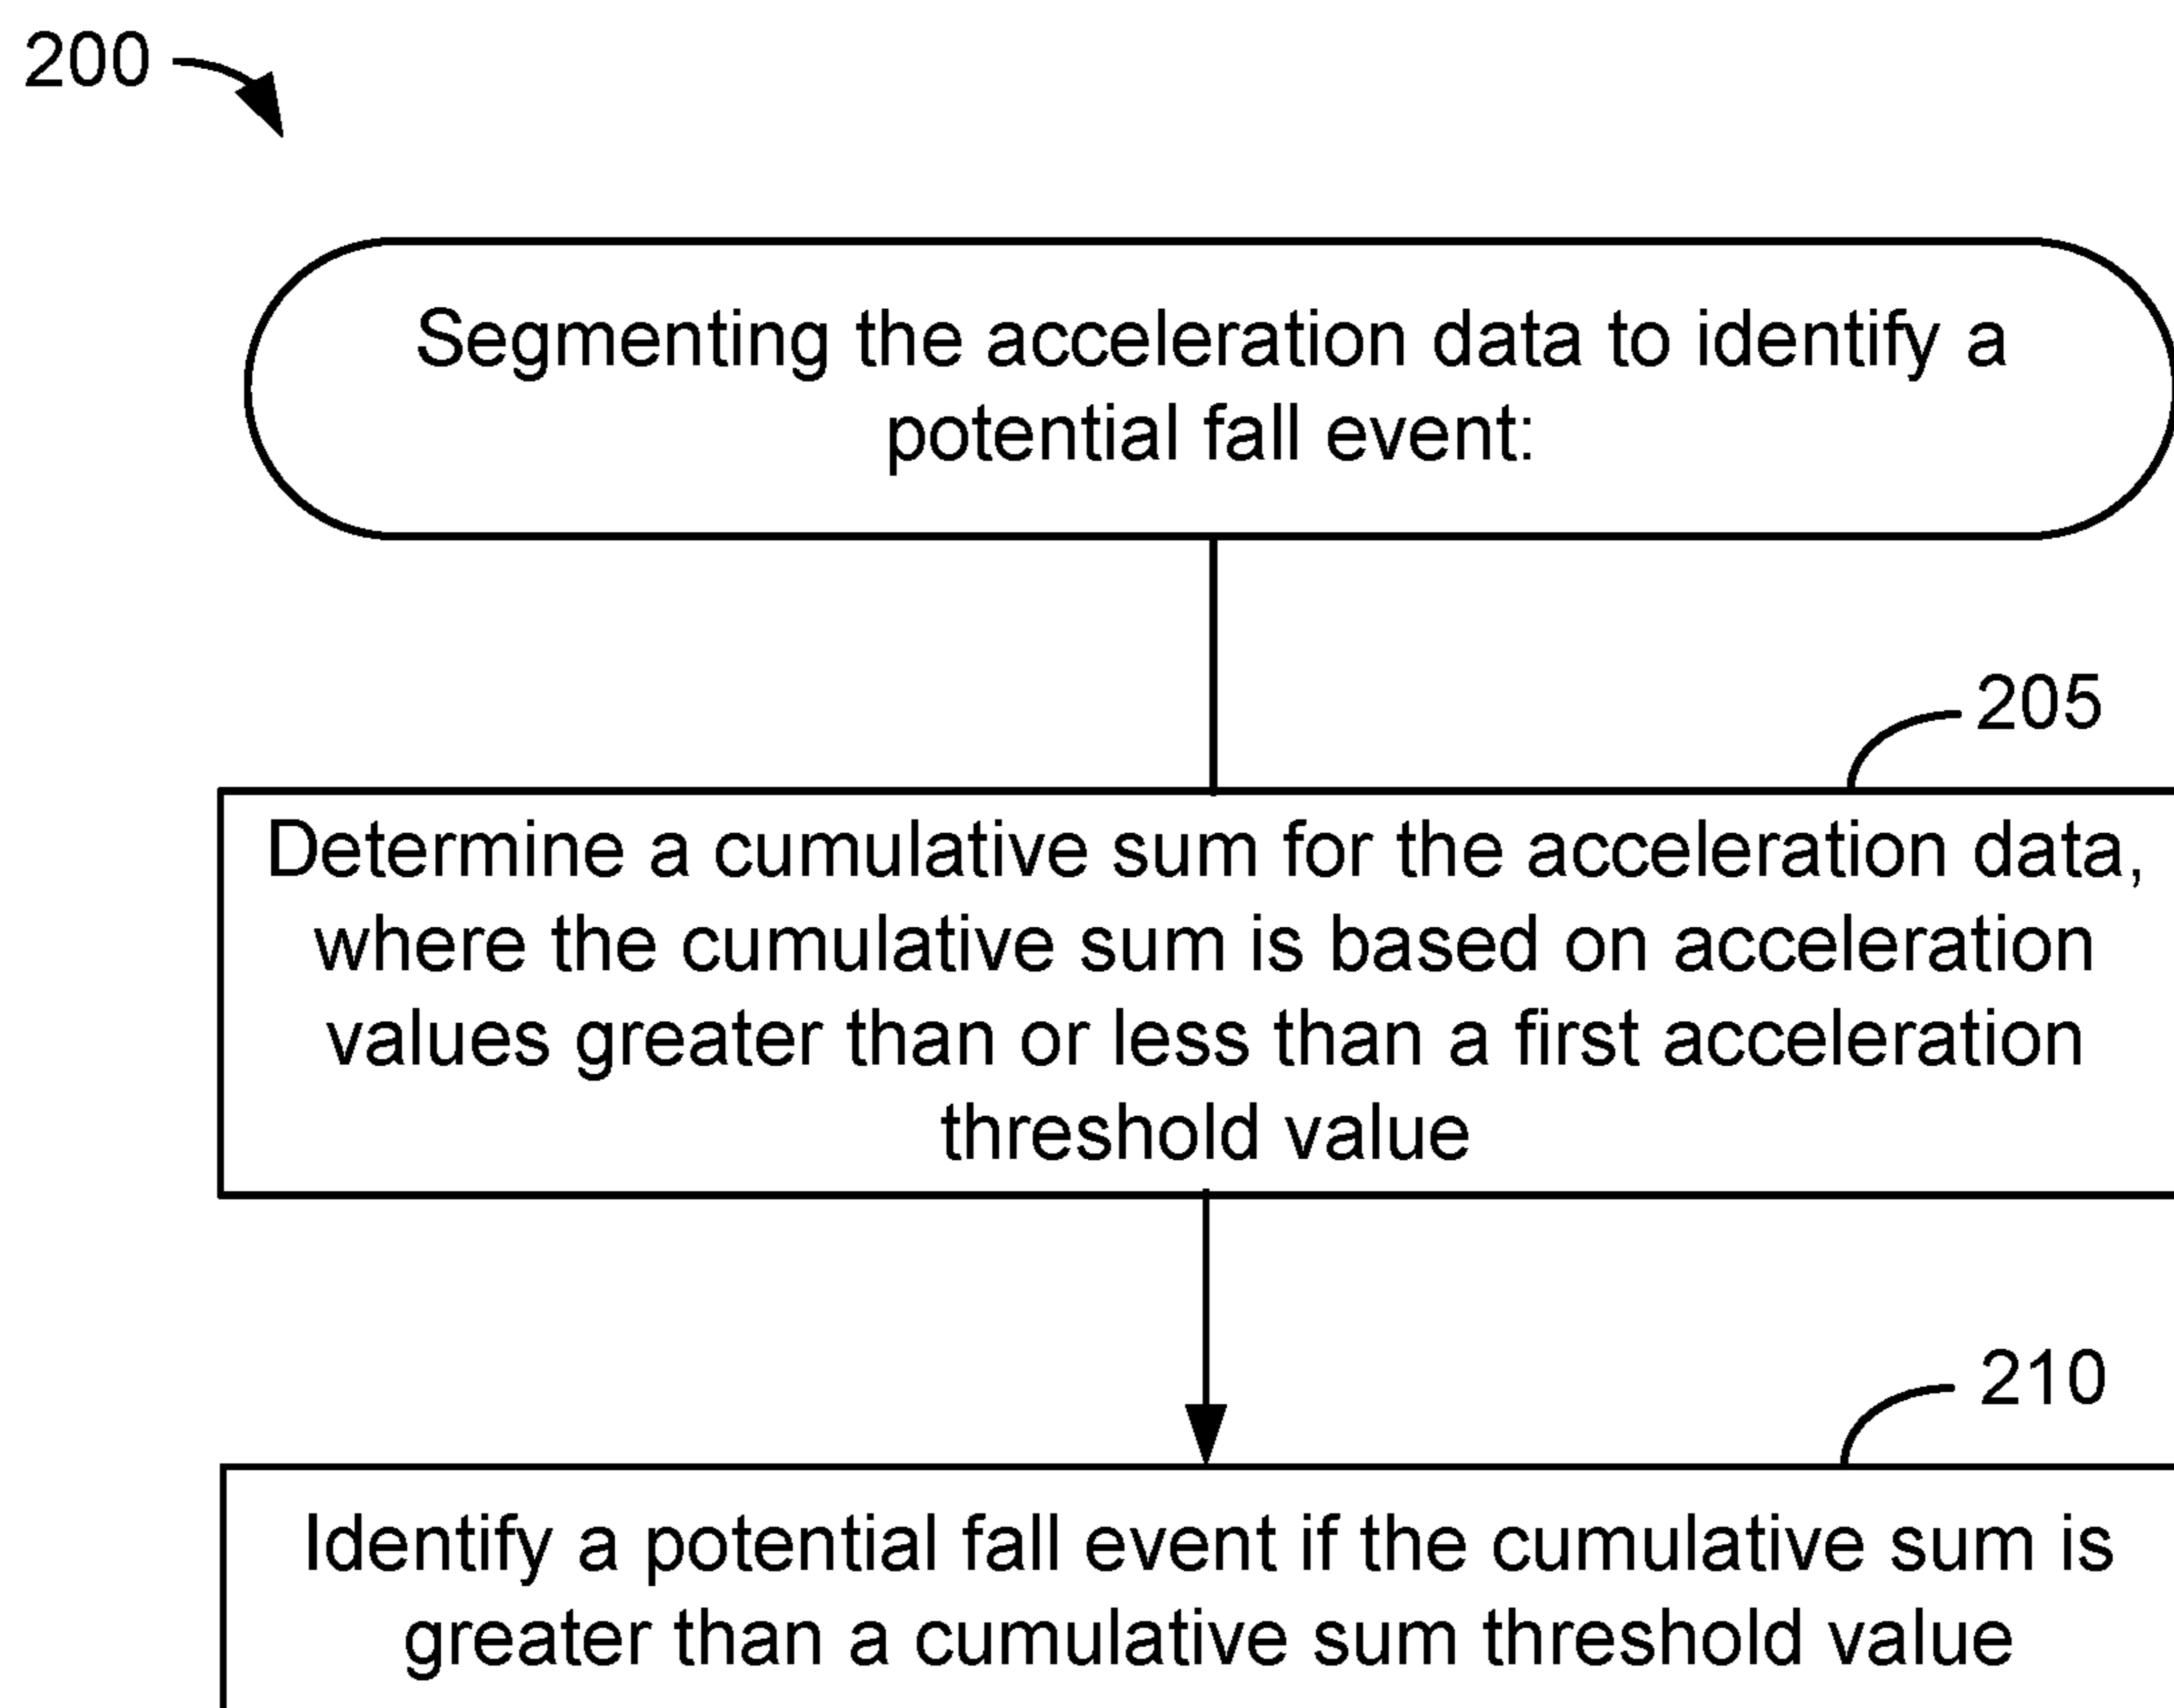 200
Segmenting the acceleration data to identify a
potential fall event:
205
Determine a cumulative sum for the acceleration data,
where the cumulative sum is based on acceleration
values greater than or less than a first acceleration
threshold value
210
Identify a potential fall event if the cumulative sum is
greater than a cumulative sum threshold value